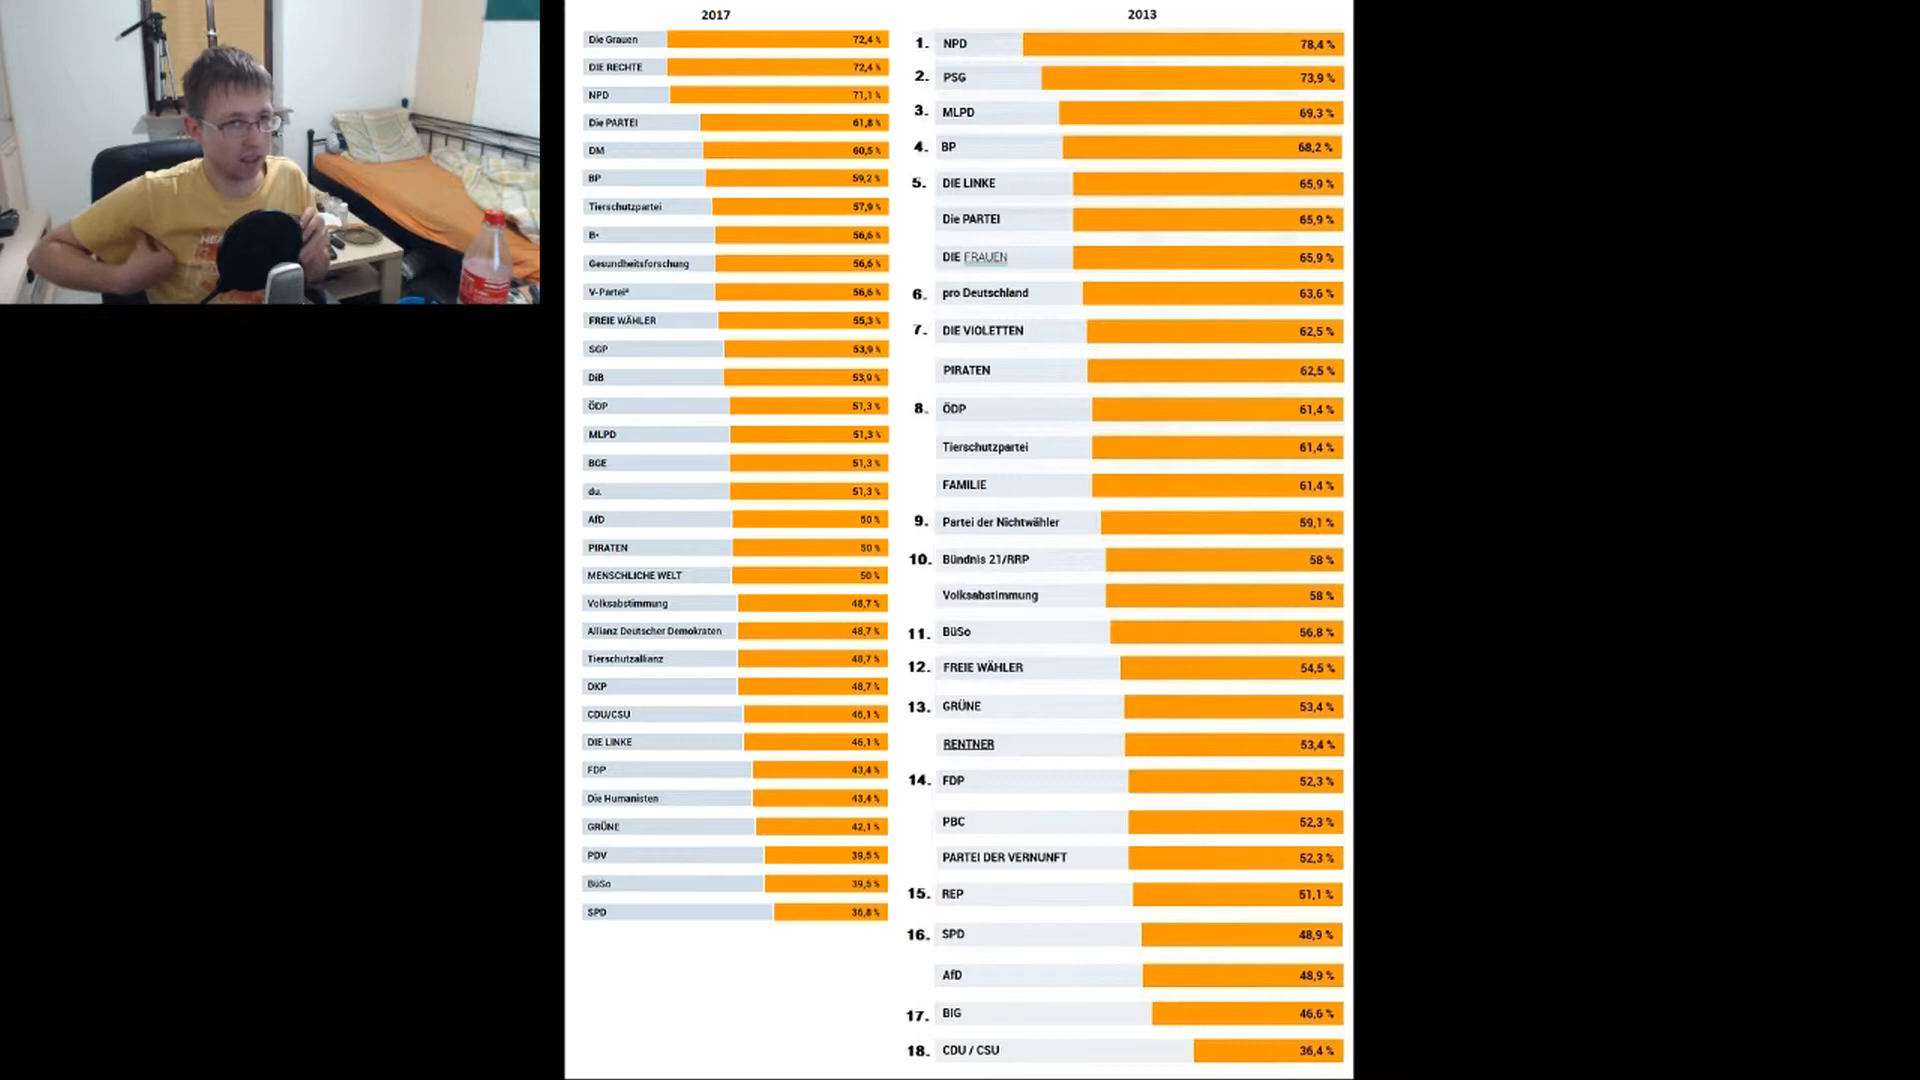 2017
Die Grauen 72,4 %
DIE RECHTE 72,4 %
NPD 71,1 %
Die PARTEI 61,8 %
DM 60,5 %
BP 59,2 %
Tierschutzpartei 57,9 %
B* 56,6 %
Gesundheitsforschung 56,6 %
V-Partei³ 56,6 %
FREIE WÄHLER 55,3 %
SGP 53,9 %
DiB 53,9 %
ÖDP 51,3 %
MLPD 51,3 %
BGE 51,3 %
du. 51,3 %
AfD 50 %
PIRATEN 50 %
MENSCHLICHE WELT 50 %
Volksabstimmung 48,7 %
Allianz Deutscher Demokraten 48,7 %
Tierschutzallianz 48,7 %
DKP 48,7 %
CDU/CSU 46,1 %
DIE LINKE 46,1 %
FDP 43,4 %
Die Humanisten 43,4 %
GRÜNE 42,1 %
PDV 39,5 %
BüSo 39,5 %
SPD 36,8 %
2013
1. NPD 78,4 %
2. PSG 73,9 %
3. MLPD 69,3 %
4. BP 68,2 %
5. DIE LINKE 65,9 %
Die PARTEI 65,9 %
DIE FRAUEN 65,9 %
6. pro Deutschland 63,6 %
7. DIE VIOLETTEN 62,5 %
PIRATEN 62,5 %
8. ÖDP 61,4 %
Tierschutzpartei 61,4 %
FAMILIE 61,4 %
9. Partei der Nichtwähler 59,1 %
10. Bündnis 21/RRP 58 %
Volksabstimmung 58 %
11. BüSo 56,8 %
12. FREIE WÄHLER 54,5 %
13. GRÜNE 53,4 %
RENTNER 53,4 %
14. FDP 52,3 %
PBC 52,3 %
PARTEI DER VERNUNFT 52,3 %
15. REP 51,1 %
16. SPD 48,9 %
AfD 48,9 %
17. BIG 46,6 %
18. CDU / CSU 36,4 %